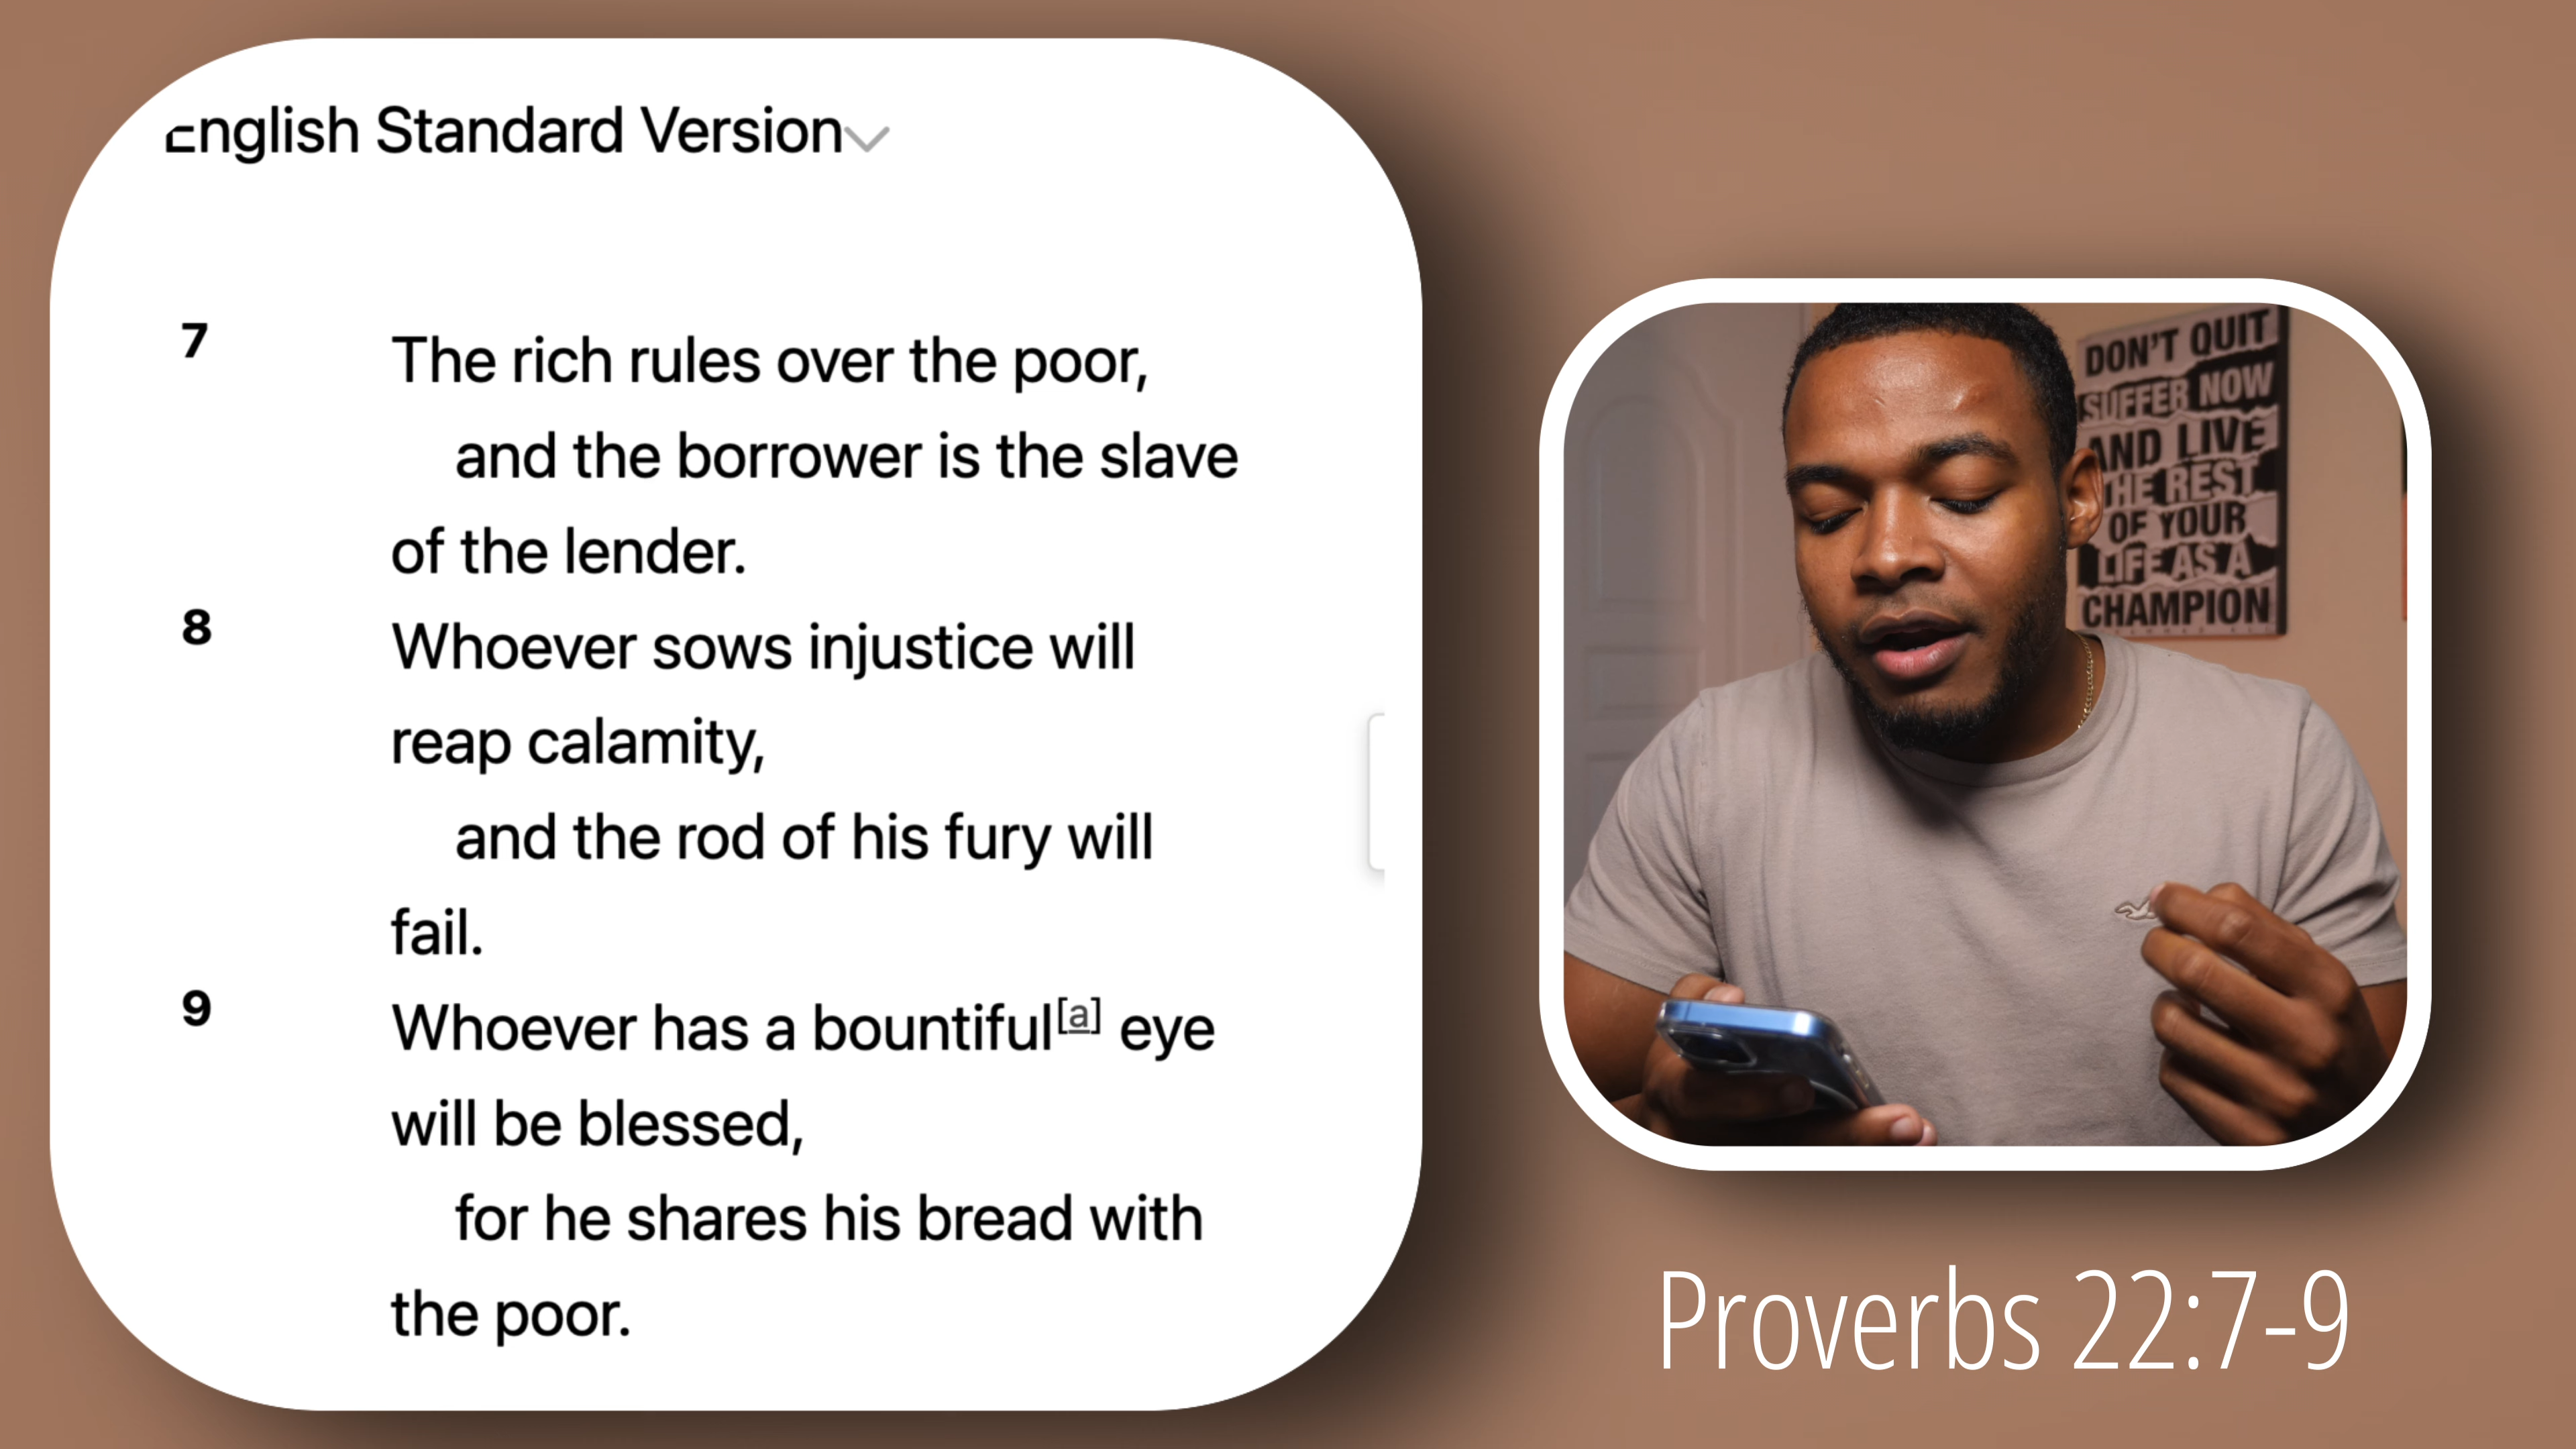 English Standard Version
7 The rich rules over the poor,
and the borrower is the slave
of the lender.
8 Whoever sows injustice will
reap calamity,
and the rod of his fury will
fail.
9 Whoever has a bountiful[a] eye
will be blessed,
for he shares his bread with
the poor.
DON'T QUIT
SUFFER NOW
AND LIVE
THE REST
OF YOUR
LIFE AS A
CHAMPION
Proverbs 22:7-9